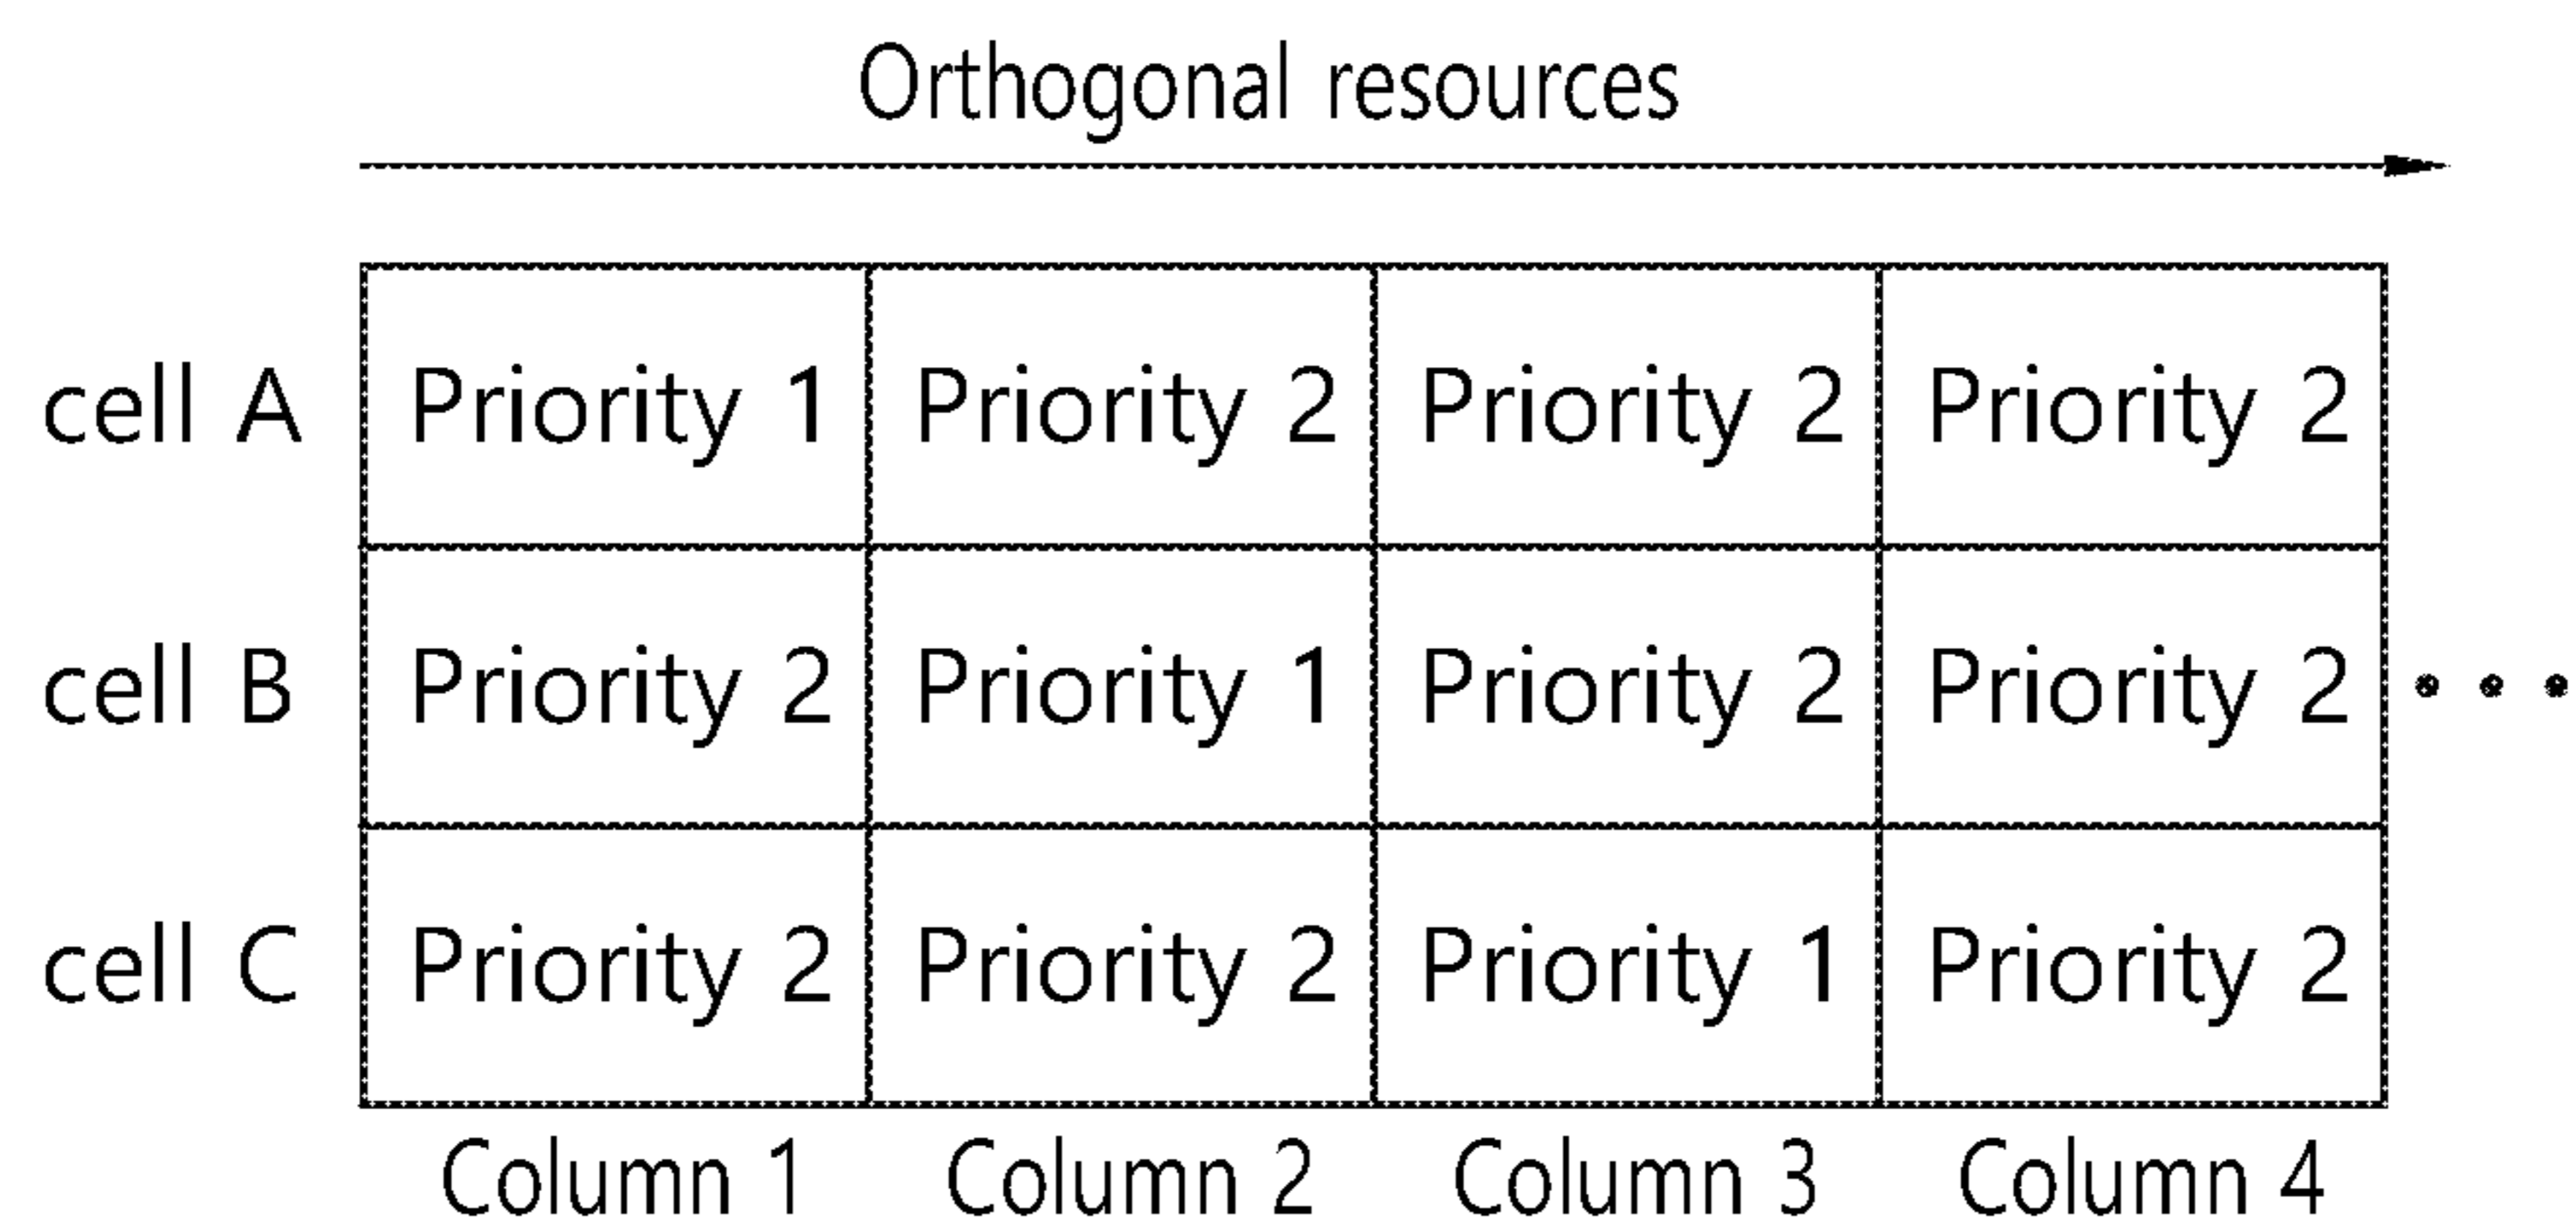 Orthogonal resources
cell A Priority 1 Priority 2 Priority 2 Priority 2
cell B Priority 2 Priority 1 Priority 2 Priority 2
cell C Priority 2 Priority 2 Priority 1 Priority 2
Column 1 Column 2 Column 3 Column 4